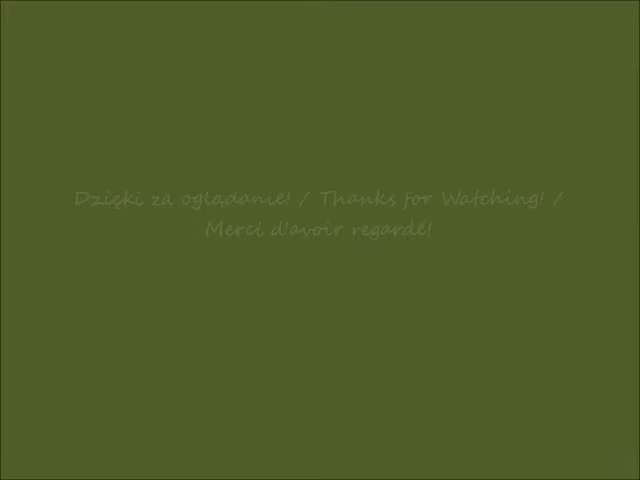 Dzięki za oglądanie! / Thanks for Watching! /
Merci d'avoir regardé!